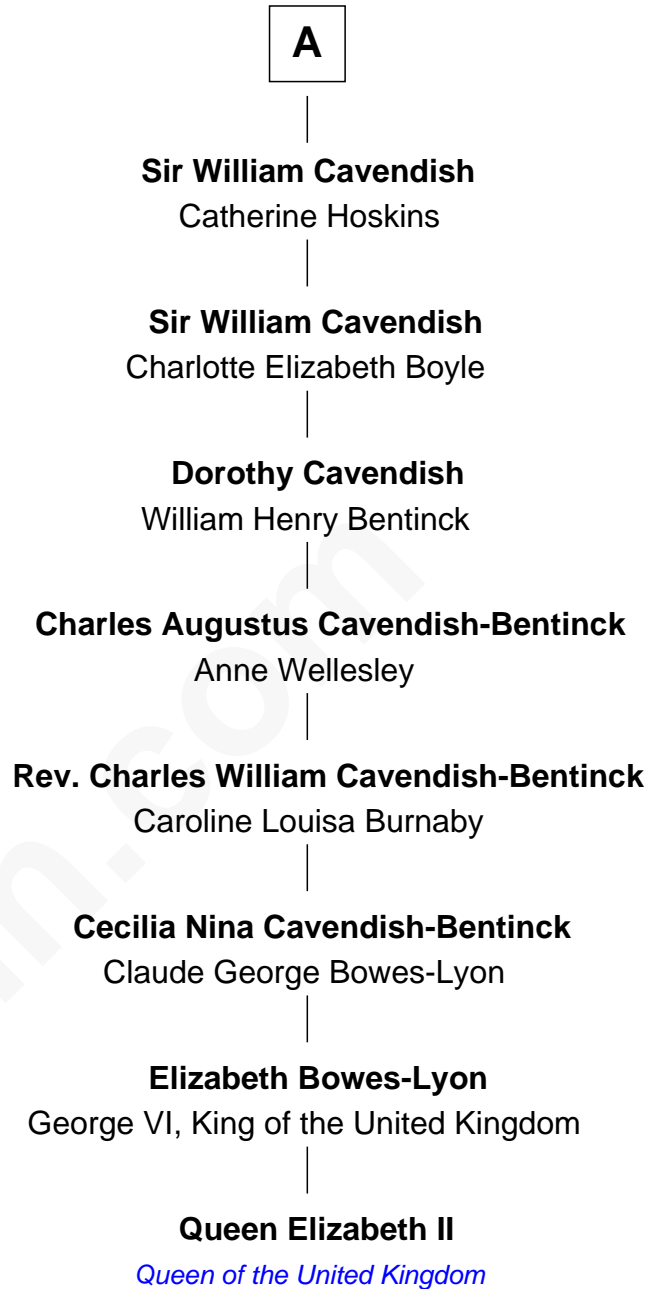 A
Sir William Cavendish
Catherine Hoskins
Sir William Cavendish
Charlotte Elizabeth Boyle
Dorothy Cavendish
William Henry Bentinck
Charles Augustus Cavendish-Bentinck
Anne Wellesley
Rev. Charles William Cavendish-Bentinck
Caroline Louisa Burnaby
Cecilia Nina Cavendish-Bentinck
Claude George Bowes-Lyon
Elizabeth Bowes-Lyon
George VI, King of the United Kingdom
Queen Elizabeth II
Queen of the United Kingdom